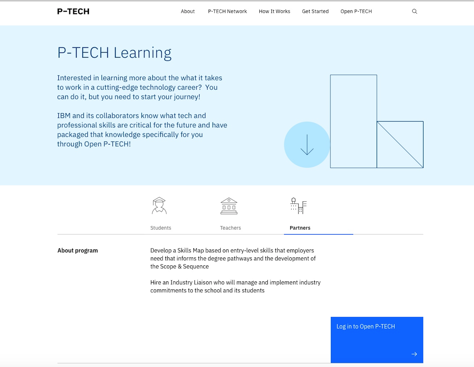 P-TECH
About P-TECH Network How It Works Get Started Open P-TECH
P-TECH Learning
Interested in learning more about the what it takes
to work in a cutting-edge technology career? You
can do it, but you need to start your journey!
IBM and its collaborators know what tech and
professional skills are critical for the future and have
packaged that knowledge specifically for you
through Open P-TECH!
Students Teachers Partners
About program
Develop a Skills Map based on entry-level skills that employers
need that informs the degree pathways and the development of
the Scope & Sequence
Hire an Industry Liaison who will manage and implement industry
commitments to the school and its students
Log in to Open P-TECH